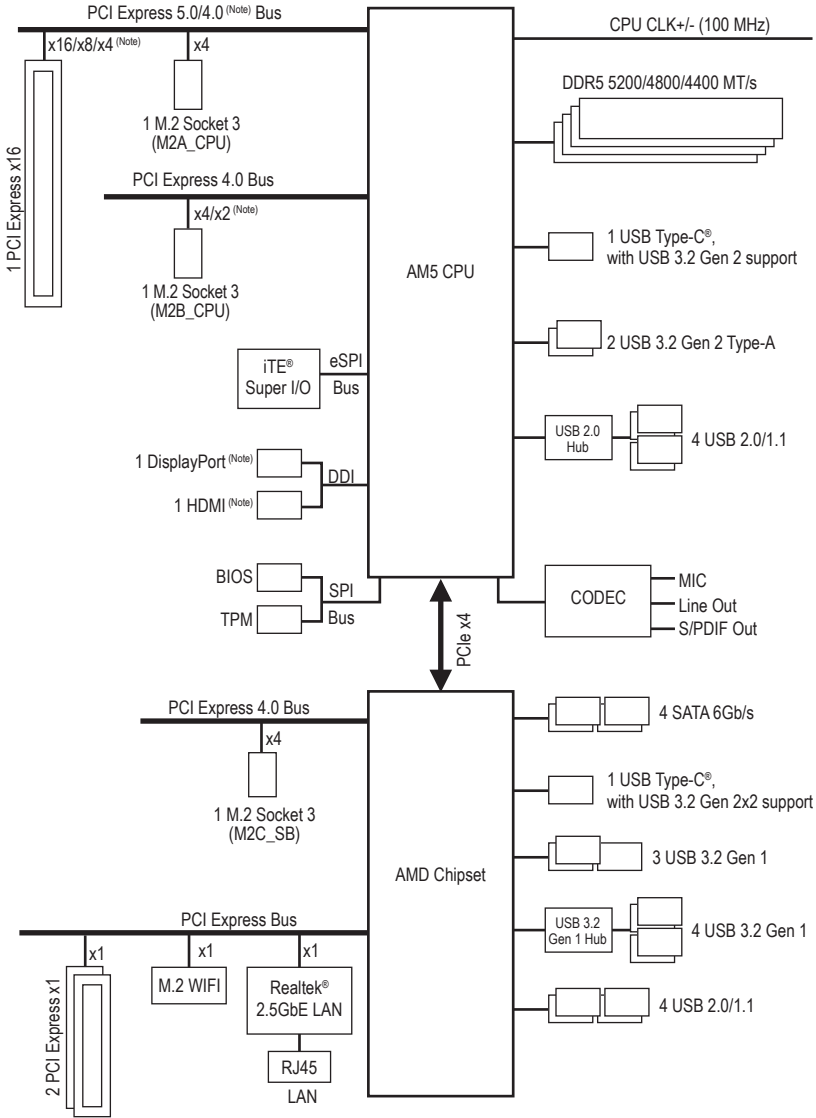 PCI Express 5.0/4.0 (Note) Bus
x16/x8/x4 (Note)
x4
1 PCI Express x16
1 M.2 Socket 3
(M2A_CPU)
PCI Express 4.0 Bus
x4/x2 (Note)
1 M.2 Socket 3
(M2B_CPU)
iTE®
Super I/O
eSPI
Bus
1 DisplayPort (Note)
1 HDMI (Note)
DDI
BIOS
TPM
SPI
Bus
AM5 CPU
CPU CLK+/- (100 MHz)
DDR5 5200/4800/4400 MT/s
1 USB Type-C®,
with USB 3.2 Gen 2 support
2 USB 3.2 Gen 2 Type-A
USB 2.0
Hub
4 USB 2.0/1.1
CODEC
MIC
Line Out
S/PDIF Out
PCIe x4
PCI Express 4.0 Bus
x4
1 M.2 Socket 3
(M2C_SB)
AMD Chipset
4 SATA 6Gb/s
1 USB Type-C®,
with USB 3.2 Gen 2x2 support
3 USB 3.2 Gen 1
USB 3.2
Gen 1 Hub
4 USB 3.2 Gen 1
4 USB 2.0/1.1
PCI Express Bus
x1
x1
x1
2 PCI Express x1
M.2 WIFI
Realtek®
2.5GbE LAN
RJ45
LAN